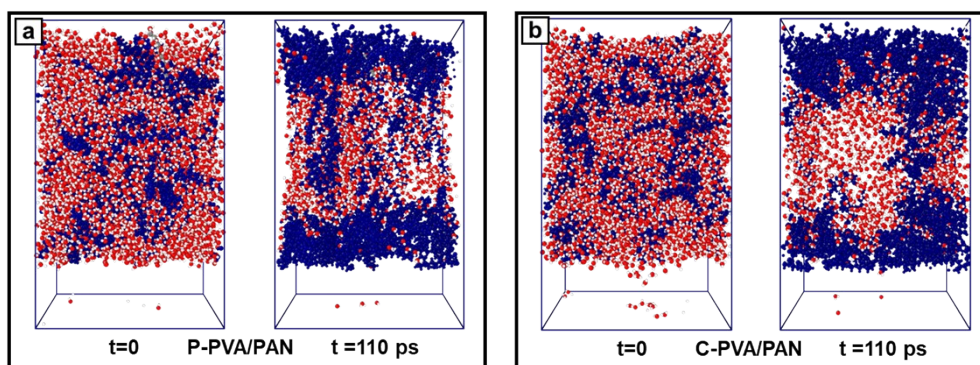 a
b
t=0 P-PVA/PAN t =110 ps
t=0 C-PVA/PAN t =110 ps